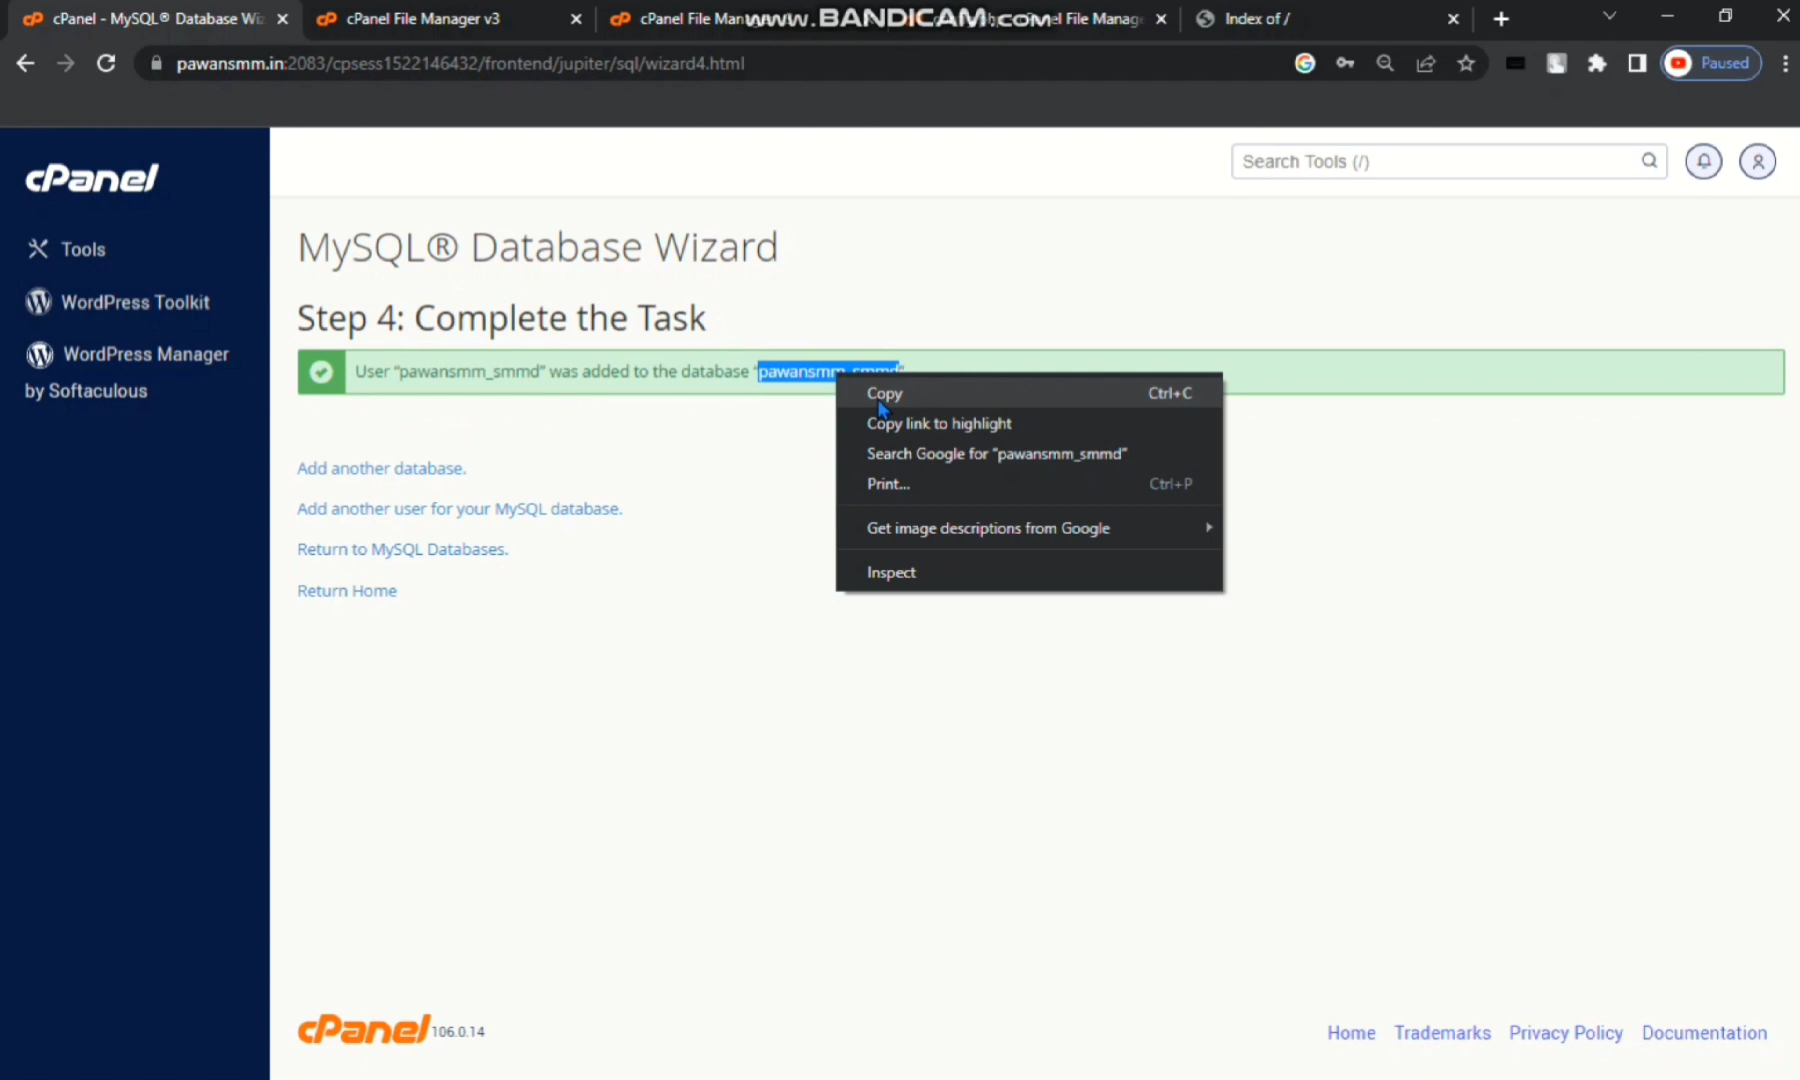 cPanel - MySQL® Database Wiz
cPanel File Manager v3
cPanel File Man
www.BANDICAM.com
el File Manag
Index of /
pawansmm.in:2083/cpsess1522146432/frontend/jupiter/sql/wizard4.html
Paused
cPanel
Search Tools (/)
Tools
WordPress Toolkit
WordPress Manager
by Softaculous
MySQL® Database Wizard
Step 4: Complete the Task
User “pawansmm_smmd” was added to the database “pawansmm_smmd”
Copy Ctrl+C
Copy link to highlight
Search Google for “pawansmm_smmd”
Print... Ctrl+P
Get image descriptions from Google
Inspect
Add another database.
Add another user for your MySQL database.
Return to MySQL Databases.
Return Home
cPanel 106.0.14
Home Trademarks Privacy Policy Documentation